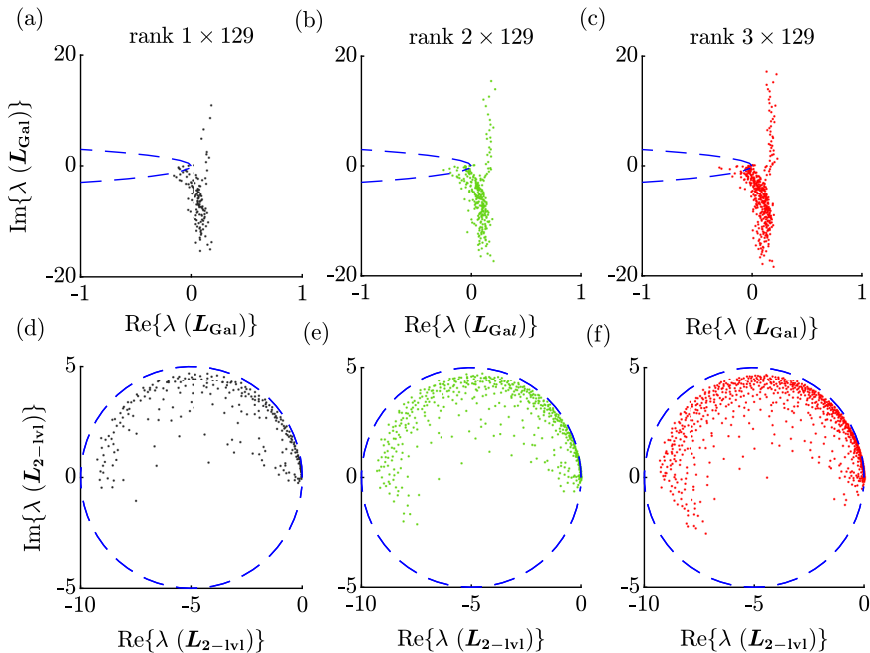 (a) (b) (c)
rank 1 × 129 rank 2 × 129 rank 3 × 129
20 20 20
Im{λ (L_Gal)}
0 0 0
-20 -20 -20
-1 0 1 -1 0 1 -1 0 1
Re{λ (L_Gal)} Re{λ (L_Gal)} Re{λ (L_Gal)}
(d) (e) (f)
5 5 5
Im{λ (L_2−lvl)}
0 0 0
-5 -5 -5
-10 -5 0 -10 -5 0 -10 -5 0
Re{λ (L_2−lvl)} Re{λ (L_2−lvl)} Re{λ (L_2−lvl)}